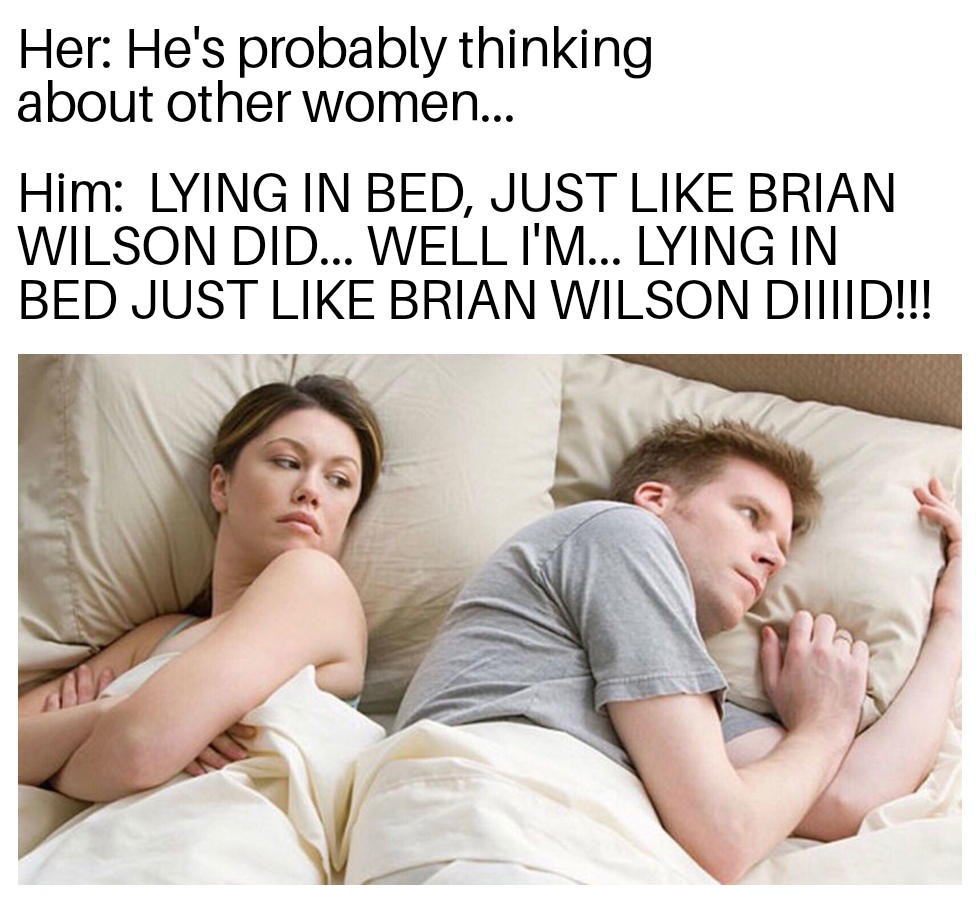 Her: He's probably thinking
about other women...
Him: LYING IN BED, JUST LIKE BRIAN
WILSON DID... WELL I'M... LYING IN
BED JUST LIKE BRIAN WILSON DIIIID!!!